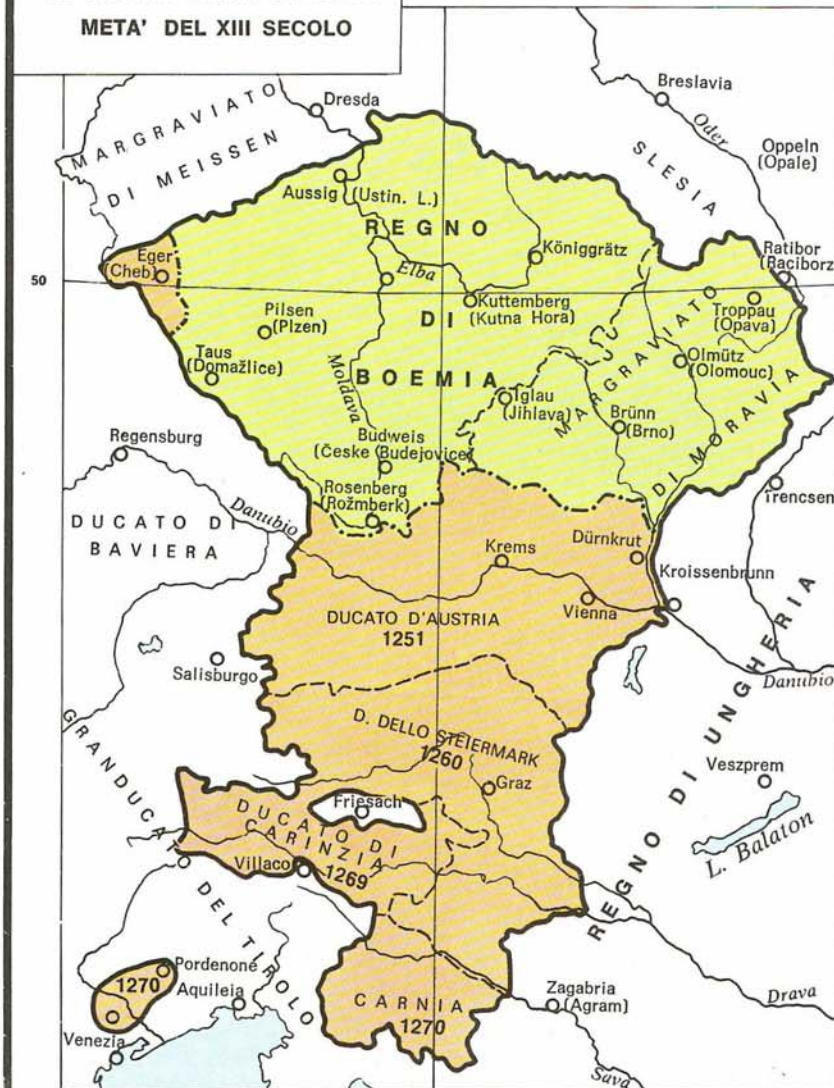 META' DEL XIII SECOLO
Breslavia
Dresda
Oder
MARGRAVIATO
DI MEISSEN
SLESIA
Oppeln
(Opale)
Aussig (Ustin. L.)
REGNO
Königgrätz
Eger
(Cheb)
Elba
Ratibor
(Raciborz
50
Kuttemberg
(Kutna Hora)
Troppau
(Opava)
Pilsen
(Plzen)
DI
MARGRAVIATO
Taus
(Domažlice)
Moldava
Olmütz
(Olomouc)
BOEMIA
Iglau
(Jihlava)
Brünn
(Brno)
DI MORAVIA
Regensburg
Budweis
(Česke (Budejovice)
Rosenberg
(Rožmberk)
Trencsen
Danubio
DUCATO DI
BAVIERA
Krems
Dürnkrut
Kroissenbrunn
DUCATO D'AUSTRIA
1251
Vienna
Salisburgo
Danubio
REGNO DI UNGHERIA
GRANDUCATO DEL TIROLO
D. DELLO STEIERMARK
1260
Graz
Veszprem
L. Balaton
Friesach
DUCATO DI
CARINZIA
1269
Villaco
Pordenone
1270
Aquileia
CARNIA
1270
Zagabria
(Agram)
Drava
Venezia
Sava